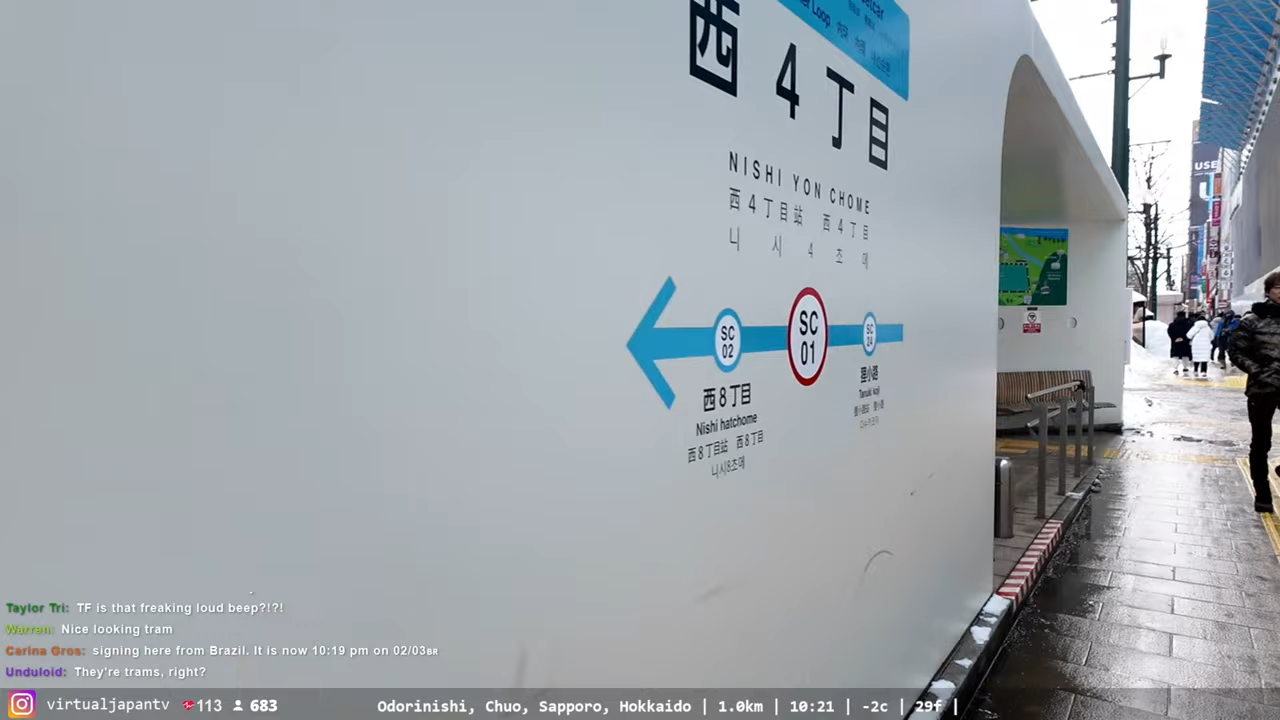 Loop
西4丁目
NISHI YON CHOME
西4丁目站 西4丁目
니 시 4 조 메
SC
02
SC
01
SC
24
西8丁目
Nishi hatchome
西8丁目站 西8丁目
니시8조메
狸小路
Tanuki koji
USE
Taylor Tri: TF is that freaking loud beep?!?!
Warren: Nice looking tram
Carina Gros: signing here from Brazil. It is now 10:19 pm on 02/03BR
Unduloid: They're trams, right?
virtualjapantv 113 683
Odorinishi, Chuo, Sapporo, Hokkaido | 1.0km | 10:21 | -2c | 29f |